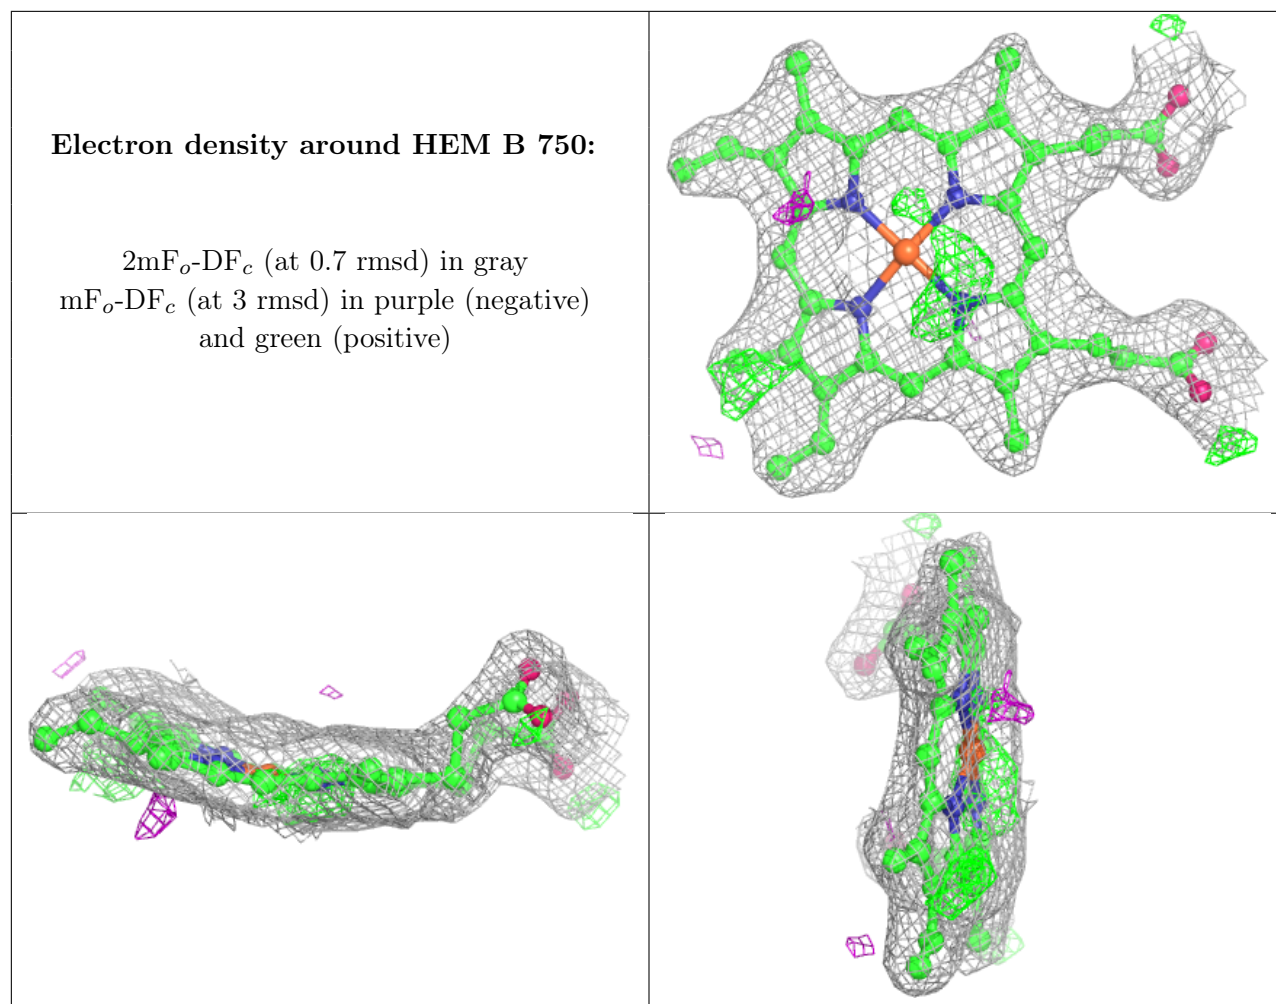 Electron density around HEM B 750:
2mFo-DFc (at 0.7 rmsd) in gray
mFo-DFc (at 3 rmsd) in purple (negative)
and green (positive)